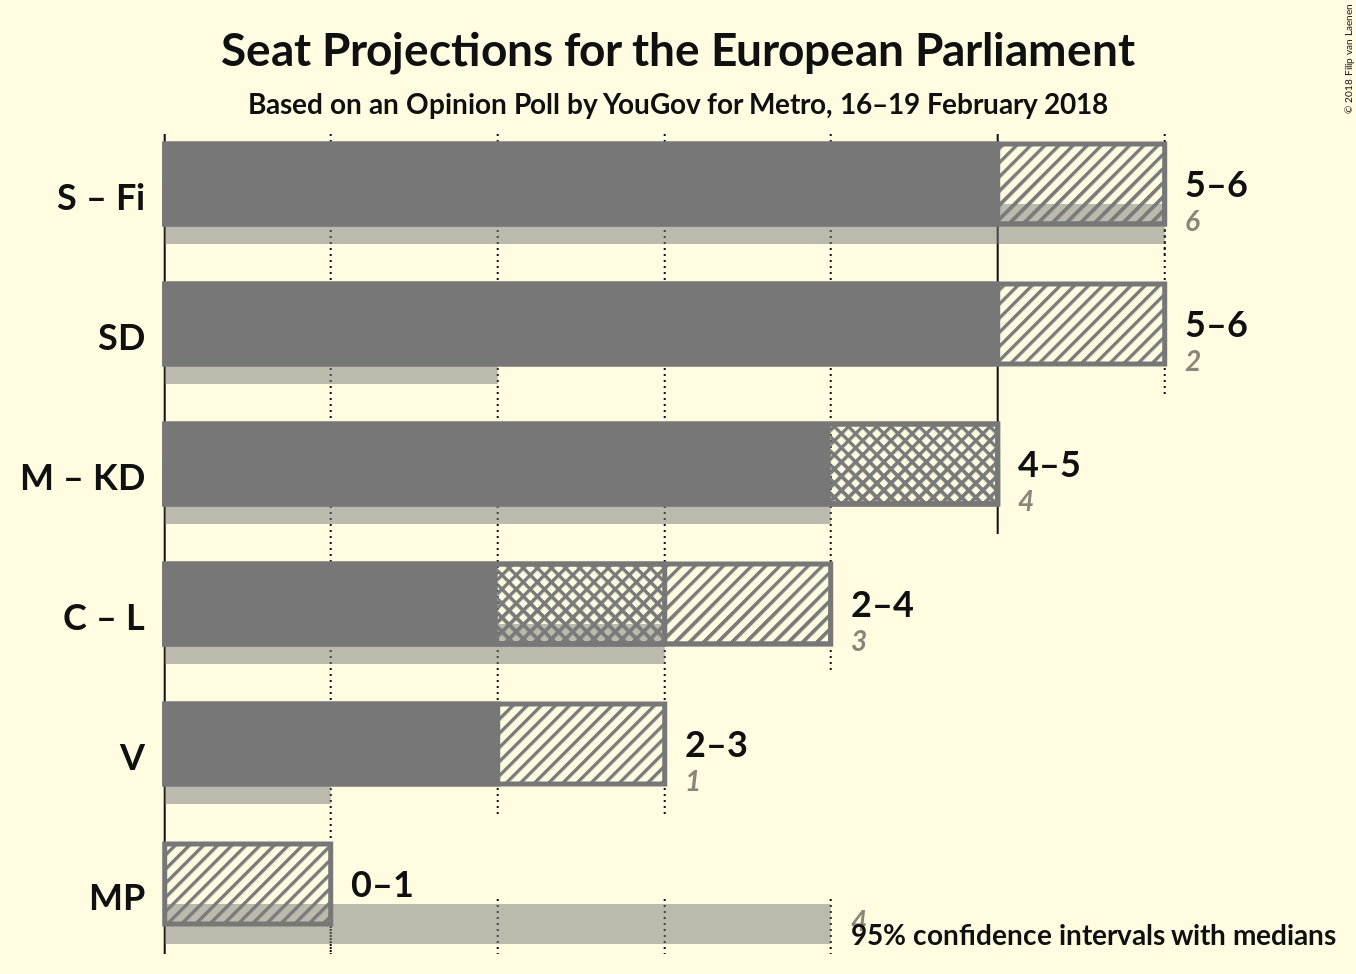 Seat Projections for the European Parliament
Based on an Opinion Poll by YouGov for Metro, 16–19 February 2018
© 2018 Filip van Laenen
S – Fi
5–6
6
SD
5–6
2
M – KD
4–5
4
C – L
2–4
3
V
2–3
1
MP
0–1
4
95% confidence intervals with medians